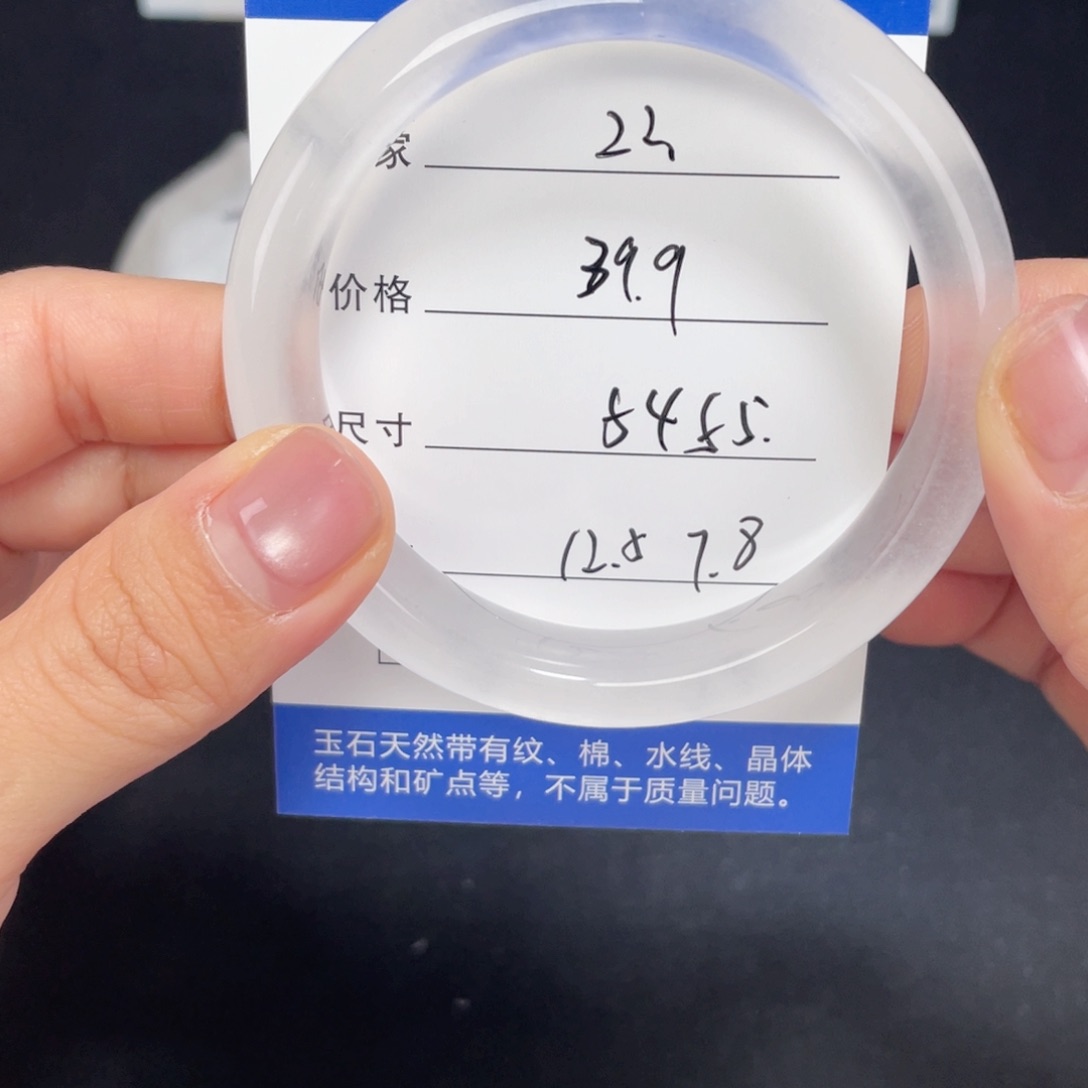 家 24
价格 39.9
尺寸 54 55.
12.8 7.8
玉石天然带有纹、棉、水线、晶体
结构和矿点等，不属于质量问题。